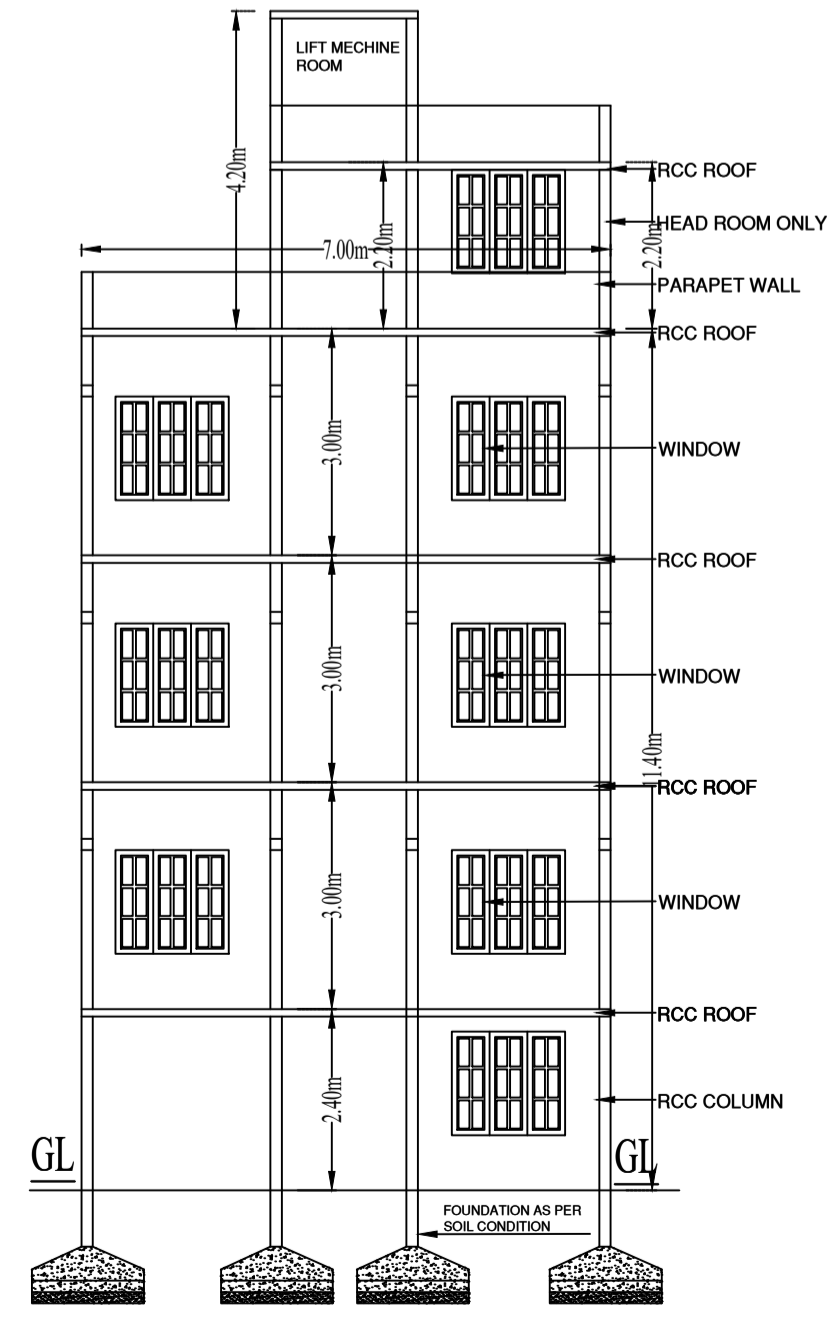 LIFT MECHINE
ROOM
4.20m
RCC ROOF
HEAD ROOM ONLY
7.00m
2.20m
2.20m
PARAPET WALL
RCC ROOF
3.00m
WINDOW
RCC ROOF
3.00m
WINDOW
11.40m
RCC ROOF
3.00m
WINDOW
RCC ROOF
2.40m
RCC COLUMN
GL
GL
FOUNDATION AS PER
SOIL CONDITION